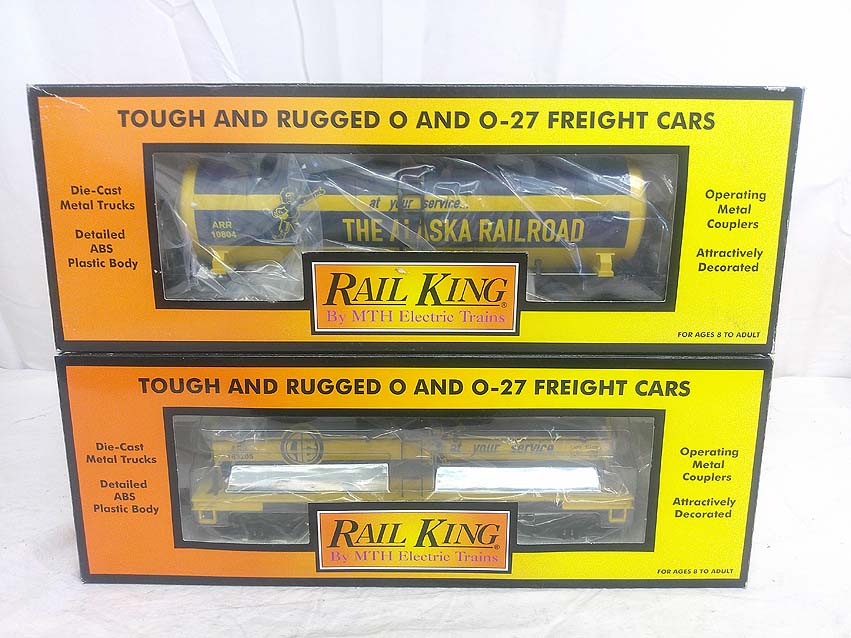 TOUGH AND RUGGED O AND O-27 FREIGHT CARS
Die-Cast
Metal Trucks
Detailed
ABS
Plastic Body
at your service...
THE ALASKA RAILROAD
ARR
10804
Operating
Metal
Couplers
Attractively
Decorated
RAIL KING®
By MTH Electric Trains
FOR AGES 8 TO ADULT
TOUGH AND RUGGED O AND O-27 FREIGHT CARS
Die-Cast
Metal Trucks
Detailed
ABS
Plastic Body
at your service
Operating
Metal
Couplers
Attractively
Decorated
RAIL KING®
By MTH Electric Trains
FOR AGES 8 TO ADULT